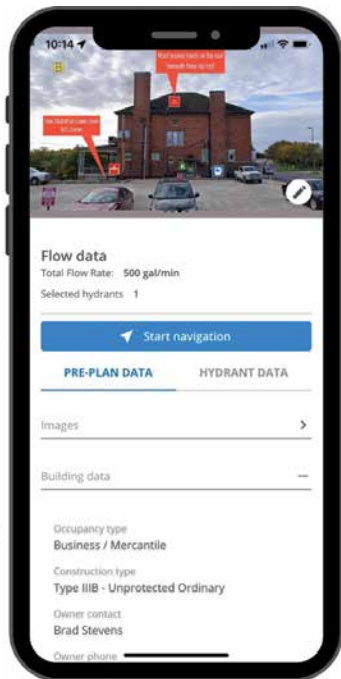 10:14
Flow data
Total Flow Rate: 500 gal/min
Selected hydrants 1
Start navigation
PRE-PLAN DATA HYDRANT DATA
Images
Building data
Occupancy type
Business / Mercantile
Construction type
Type IIIB - Unprotected Ordinary
Owner contact
Brad Stevens
Owner phone